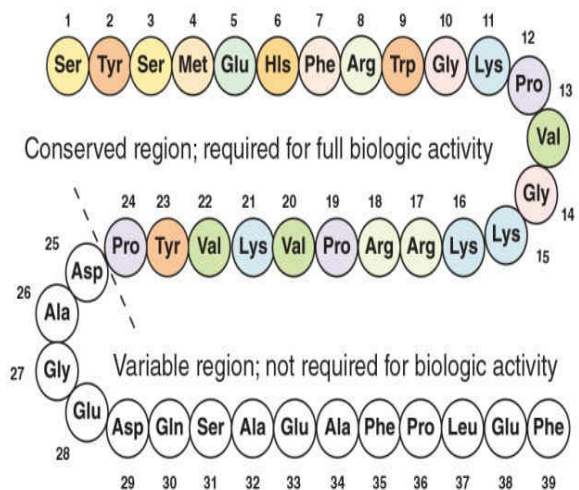 1 2 3 4 5 6 7 8 9 10 11
Ser Tyr Ser Met Glu HIs Phe Arg Trp Gly Lys
12
Pro
13
Val
Conserved region; required for full biologic activity
Gly
14
24 23 22 21 20 19 18 17 16
Pro Tyr Val Lys Val Pro Arg Arg Lys Lys
15
25
Asp
26
Ala
Variable region; not required for biologic activity
27
Gly
Glu
28
Asp Gln Ser Ala Glu Ala Phe Pro Leu Glu Phe
29 30 31 32 33 34 35 36 37 38 39